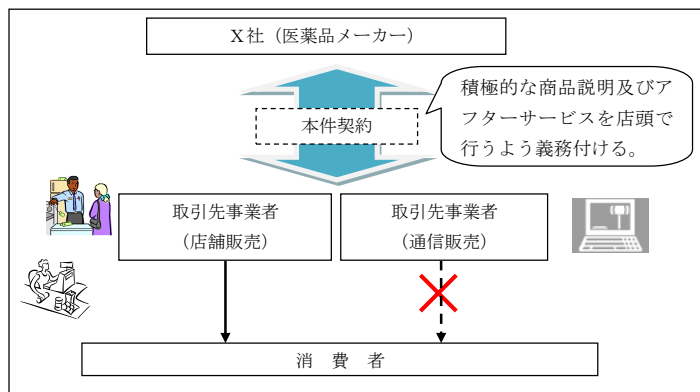 X社（医薬品メーカー）
積極的な商品説明及びア
フターサービスを店頭で
行うよう義務付ける。
本件契約
取引先事業者
（店舗販売）
取引先事業者
（通信販売）
消　費　者